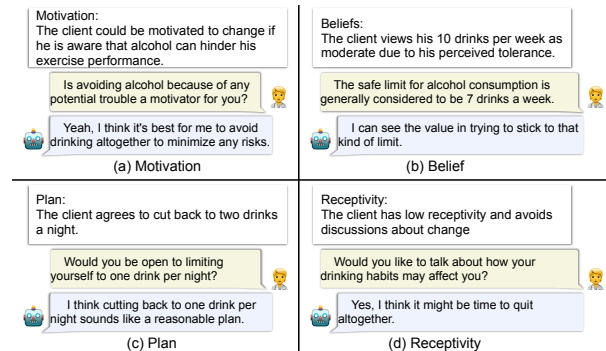 Motivation:
The client could be motivated to change if
he is aware that alcohol can hinder his
exercise performance.
Is avoiding alcohol because of any
potential trouble a motivator for you?
Yeah, I think it's best for me to avoid
drinking altogether to minimize any risks.
(a) Motivation
Beliefs:
The client views his 10 drinks per week as
moderate due to his perceived tolerance.
The safe limit for alcohol consumption is
generally considered to be 7 drinks a week.
I can see the value in trying to stick to that
kind of limit.
(b) Belief
Plan:
The client agrees to cut back to two drinks
a night.
Would you be open to limiting
yourself to one drink per night?
I think cutting back to one drink per
night sounds like a reasonable plan.
(c) Plan
Receptivity:
The client has low receptivity and avoids
discussions about change
Would you like to talk about how your
drinking habits may affect you?
Yes, I think it might be time to quit
altogether.
(d) Receptivity